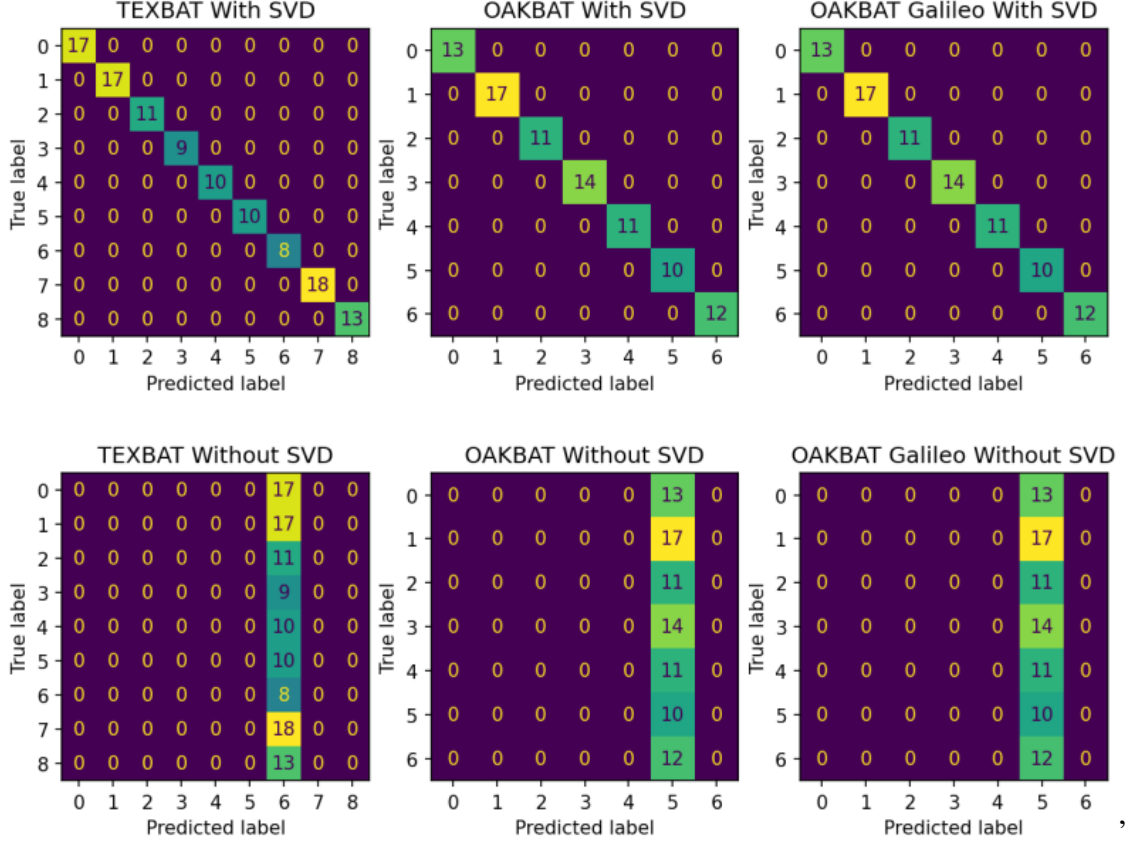 TEXBAT With SVD OAKBAT With SVD OAKBAT Galileo With SVD
0 17 0 0 0 0 0 0 0 0 0 13 0 0 0 0 0 0 0 13 0 0 0 0 0 0
1 0 17 0 0 0 0 0 0 0 1 0 17 0 0 0 0 0 1 0 17 0 0 0 0 0
2 0 0 11 0 0 0 0 0 0 2 0 0 11 0 0 0 0 2 0 0 11 0 0 0 0
3 0 0 0 9 0 0 0 0 0 3 0 0 0 14 0 0 0 3 0 0 0 14 0 0 0
4 0 0 0 0 10 0 0 0 0 4 0 0 0 0 11 0 0 4 0 0 0 0 11 0 0
5 0 0 0 0 0 10 0 0 0 5 0 0 0 0 0 10 0 5 0 0 0 0 0 10 0
6 0 0 0 0 0 0 8 0 0 6 0 0 0 0 0 0 12 6 0 0 0 0 0 0 12
7 0 0 0 0 0 0 0 18 0
8 0 0 0 0 0 0 0 0 13
True label True label True label
0 1 2 3 4 5 6 7 8 0 1 2 3 4 5 6 0 1 2 3 4 5 6
Predicted label Predicted label Predicted label
TEXBAT Without SVD OAKBAT Without SVD OAKBAT Galileo Without SVD
0 0 0 0 0 0 0 17 0 0 0 0 0 0 0 0 13 0 0 0 0 0 0 0 13 0
1 0 0 0 0 0 0 17 0 0 1 0 0 0 0 0 17 0 1 0 0 0 0 0 17 0
2 0 0 0 0 0 0 11 0 0 2 0 0 0 0 0 11 0 2 0 0 0 0 0 11 0
3 0 0 0 0 0 0 9 0 0 3 0 0 0 0 0 14 0 3 0 0 0 0 0 14 0
4 0 0 0 0 0 0 10 0 0 4 0 0 0 0 0 11 0 4 0 0 0 0 0 11 0
5 0 0 0 0 0 0 10 0 0 5 0 0 0 0 0 10 0 5 0 0 0 0 0 10 0
6 0 0 0 0 0 0 8 0 0 6 0 0 0 0 0 12 0 6 0 0 0 0 0 12 0
7 0 0 0 0 0 0 18 0 0
8 0 0 0 0 0 0 13 0 0
True label True label True label
0 1 2 3 4 5 6 7 8 0 1 2 3 4 5 6 0 1 2 3 4 5 6
Predicted label Predicted label Predicted label ,